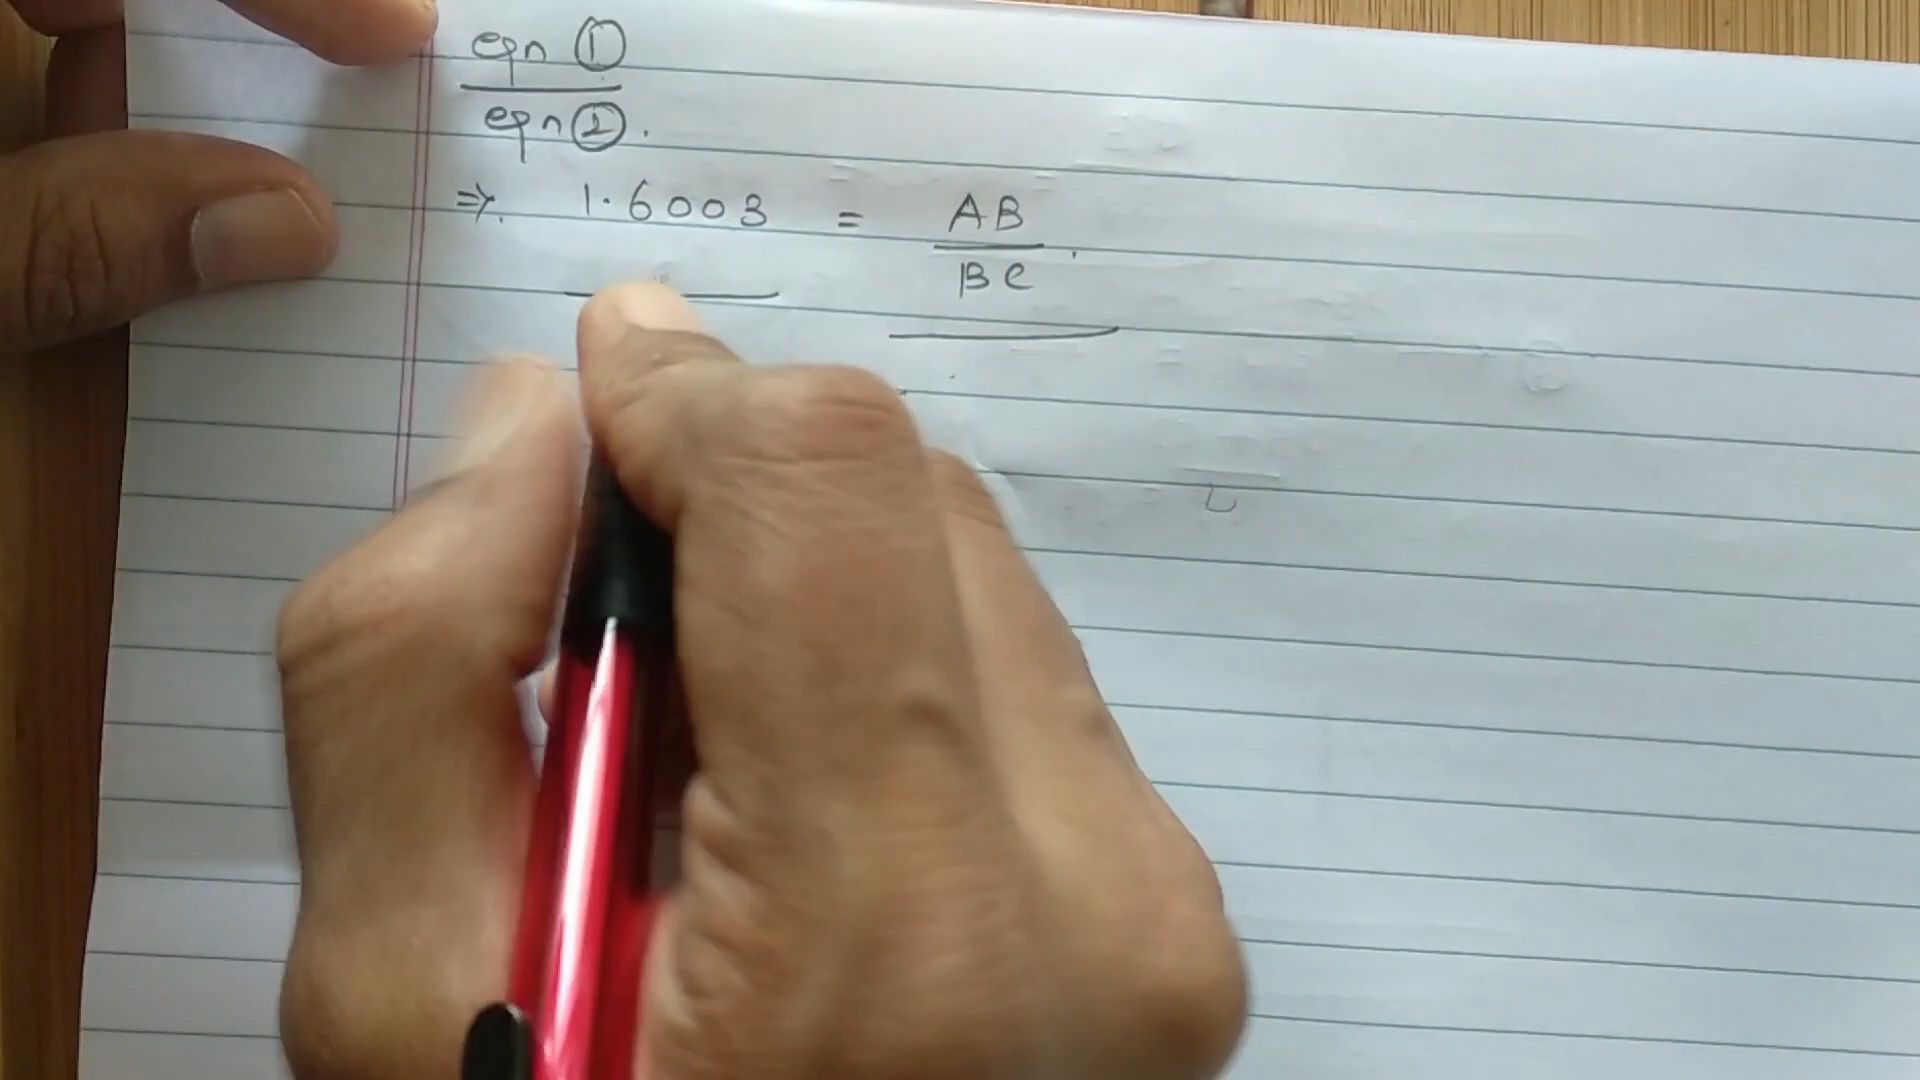 eqn ①
eqn ②.
⇒. 1.6003 = AB
BC .